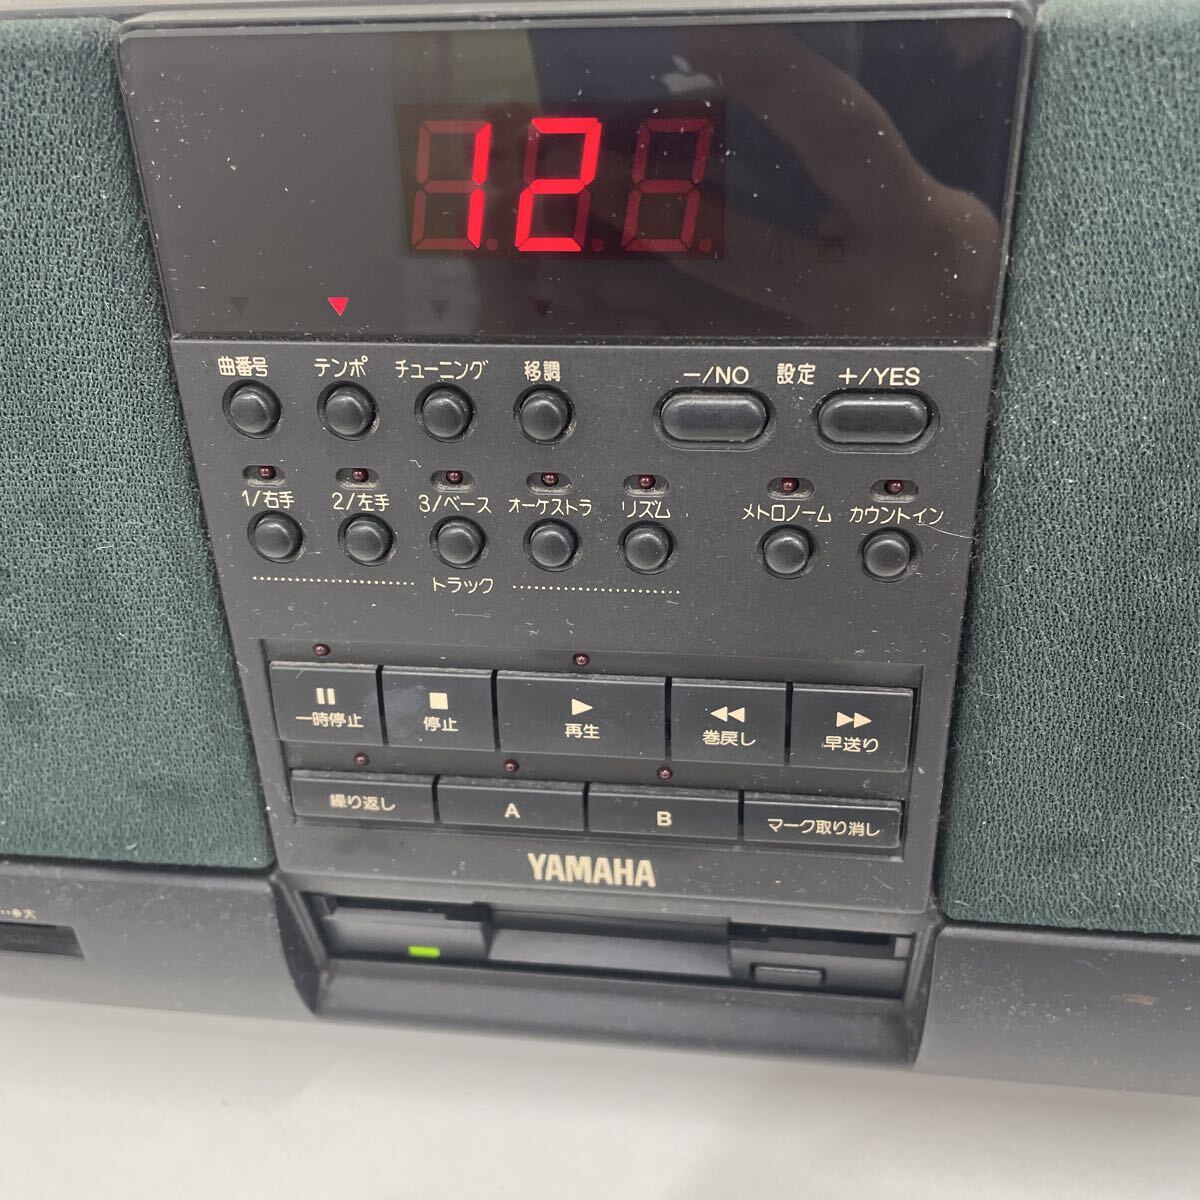 12
小節
曲番号 テンポ チューニング 移調 −/NO 設定 +/YES
1/右手 2/左手 3/ベース オーケストラ リズム メトロノーム カウントイン
トラック
一時停止 停止 再生 巻戻し 早送り
繰り返し A B マーク取り消し
YAMAHA
大